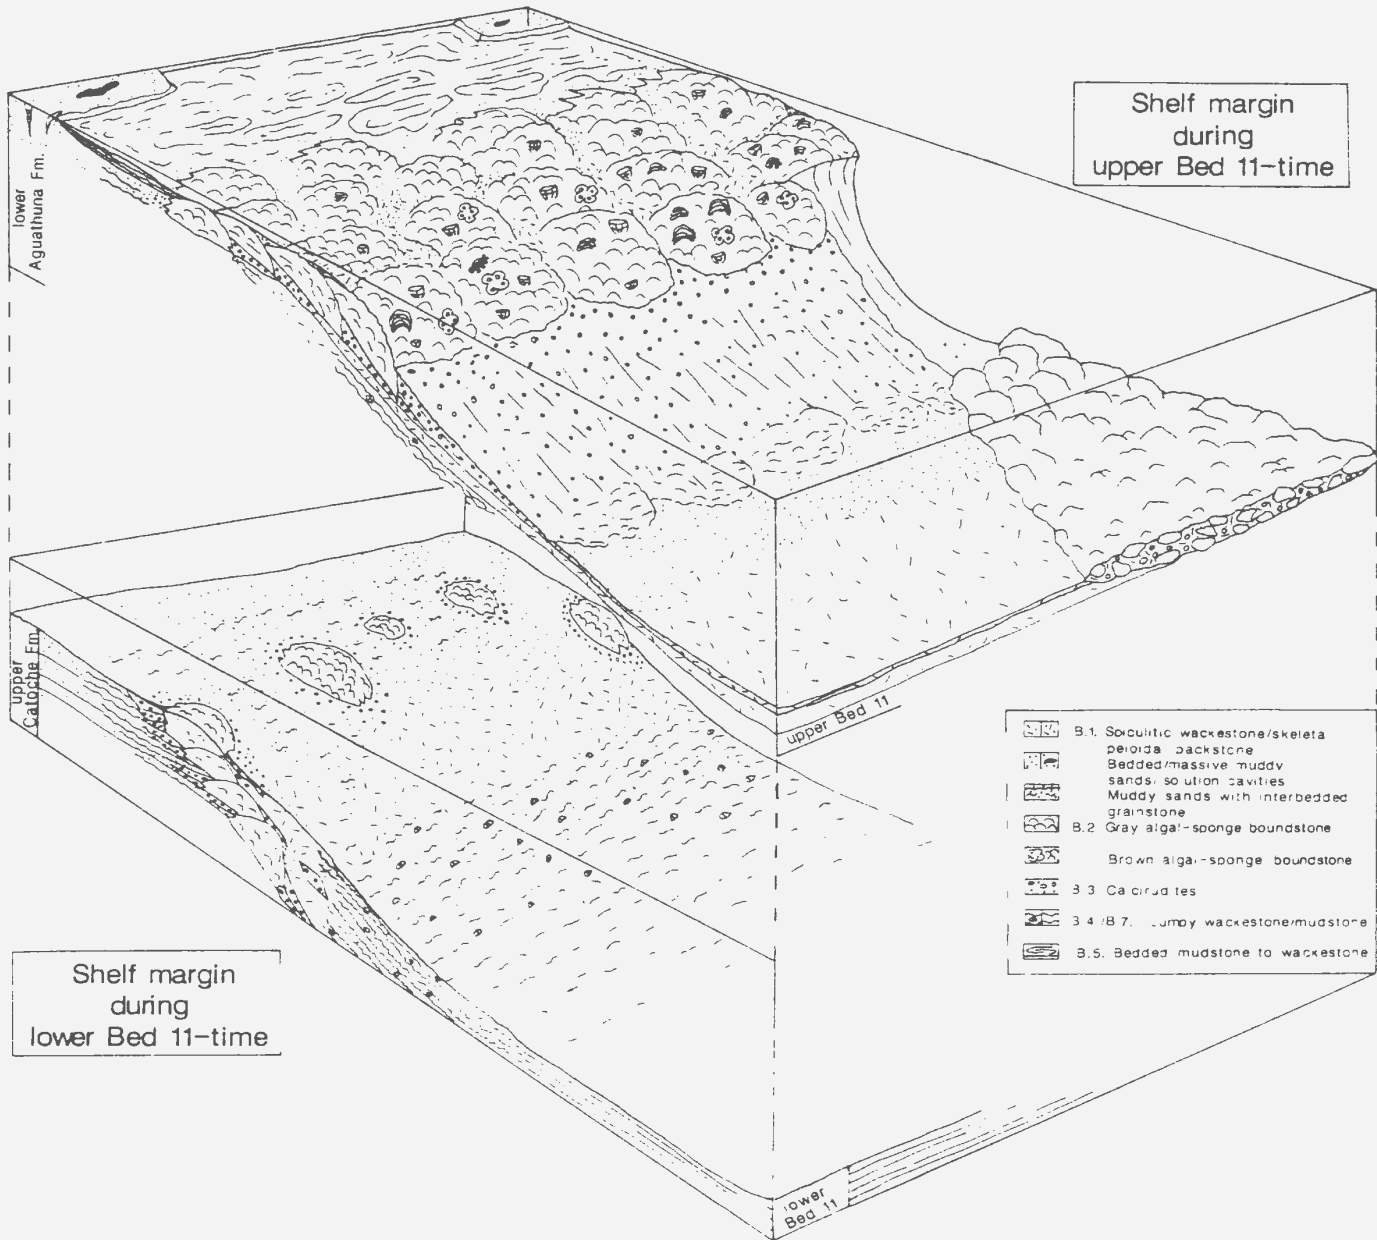 Shelf margin
during
upper Bed 11-time
lower
Aguathuna Fm.
upper
Catoche Fm
upper Bed 11
B.1. Spiculitic wackestone/skeleta
peloidal packstone
Bedded/massive muddy
sands/solution cavities
Muddy sands with interbedded
grainstone
B.2 Gray algal-sponge boundstone
Brown algal-sponge boundstone
B.3 Calcirudites
B.4/B.7. Lumpy wackestone/mudstone
B.5. Bedded mudstone to wackestone
Shelf margin
during
lower Bed 11-time
lower
Bed 11